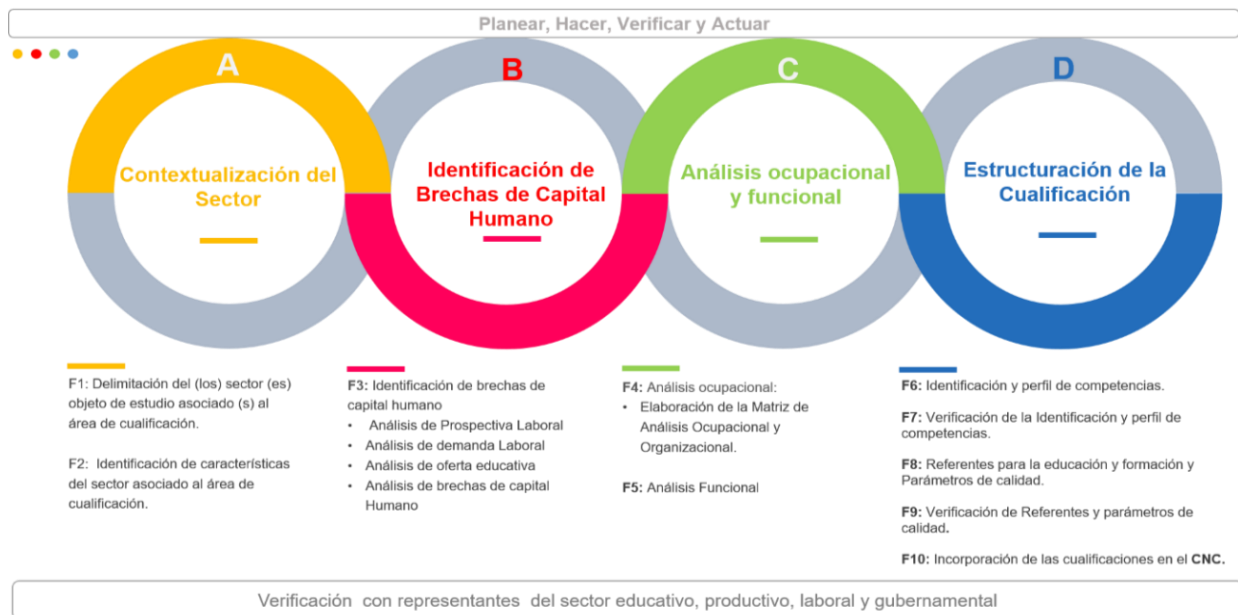 Planear, Hacer, Verificar y Actuar
A
Contextualización del
Sector
B
Identificación de
Brechas de Capital
Humano
C
Análisis ocupacional
y funcional
D
Estructuración de la
Cualificación
F1: Delimitación del (los) sector (es)
objeto de estudio asociado (s) al
área de cualificación.
F2: Identificación de características
del sector asociado al área de
cualificación.
F3: Identificación de brechas de
capital humano
• Análisis de Prospectiva Laboral
• Análisis de demanda Laboral
• Análisis de oferta educativa
• Análisis de brechas de capital
Humano
F4: Análisis ocupacional:
• Elaboración de la Matriz de
Análisis Ocupacional y
Organizacional.
F5: Análisis Funcional
F6: Identificación y perfil de competencias.
F7: Verificación de la Identificación y perfil de
competencias.
F8: Referentes para la educación y formación y
Parámetros de calidad.
F9: Verificación de Referentes y parámetros de
calidad.
F10: Incorporación de las cualificaciones en el CNC.
Verificación con representantes del sector educativo, productivo, laboral y gubernamental